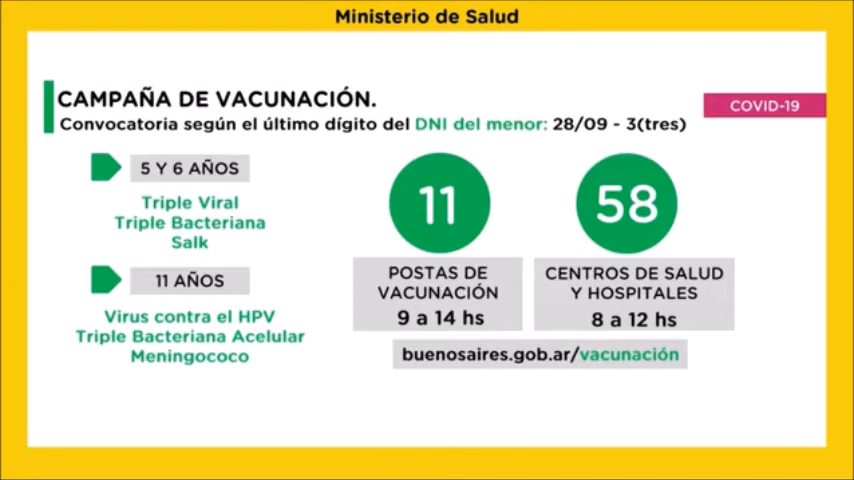 Ministerio de Salud
CAMPAÑA DE VACUNACIÓN.
COVID-19
Convocatoria según el último dígito del DNI del menor: 28/09 - 3(tres)
5 Y 6 AÑOS
Triple Viral
Triple Bacteriana
Salk
11 AÑOS
Virus contra el HPV
Triple Bacteriana Acelular
Meningococo
11
POSTAS DE
VACUNACIÓN
9 a 14 hs
58
CENTROS DE SALUD
Y HOSPITALES
8 a 12 hs
buenosaires.gob.ar/vacunación